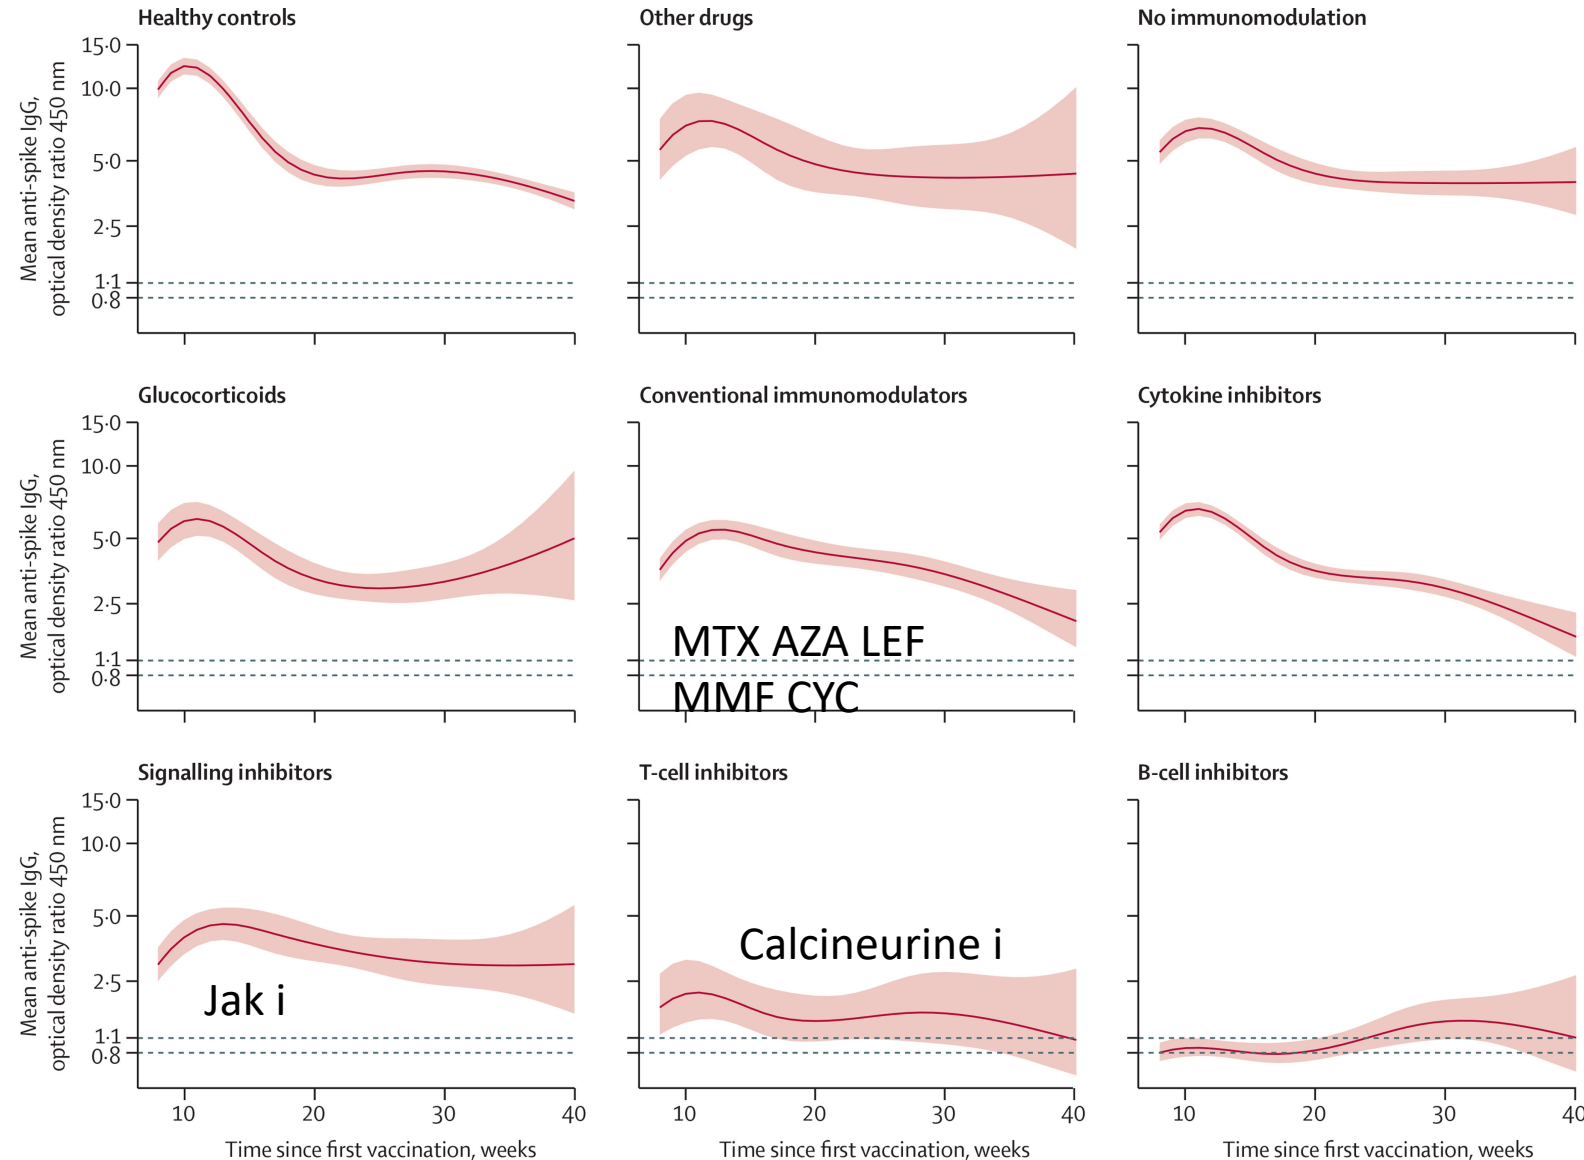 Healthy controls
Other drugs
No immunomodulation
Mean anti-spike IgG,
optical density ratio 450 nm
15·0
10·0
5·0
2·5
1·1
0·8
Glucocorticoids
Conventional immunomodulators
Cytokine inhibitors
Mean anti-spike IgG,
optical density ratio 450 nm
15·0
10·0
5·0
2·5
1·1
0·8
MTX AZA LEF
MMF CYC
Signalling inhibitors
T-cell inhibitors
B-cell inhibitors
Mean anti-spike IgG,
optical density ratio 450 nm
15·0
10·0
5·0
2·5
1·1
0·8
Jak i
Calcineurine i
10 20 30 40
10 20 30 40
10 20 30 40
Time since first vaccination, weeks
Time since first vaccination, weeks
Time since first vaccination, weeks